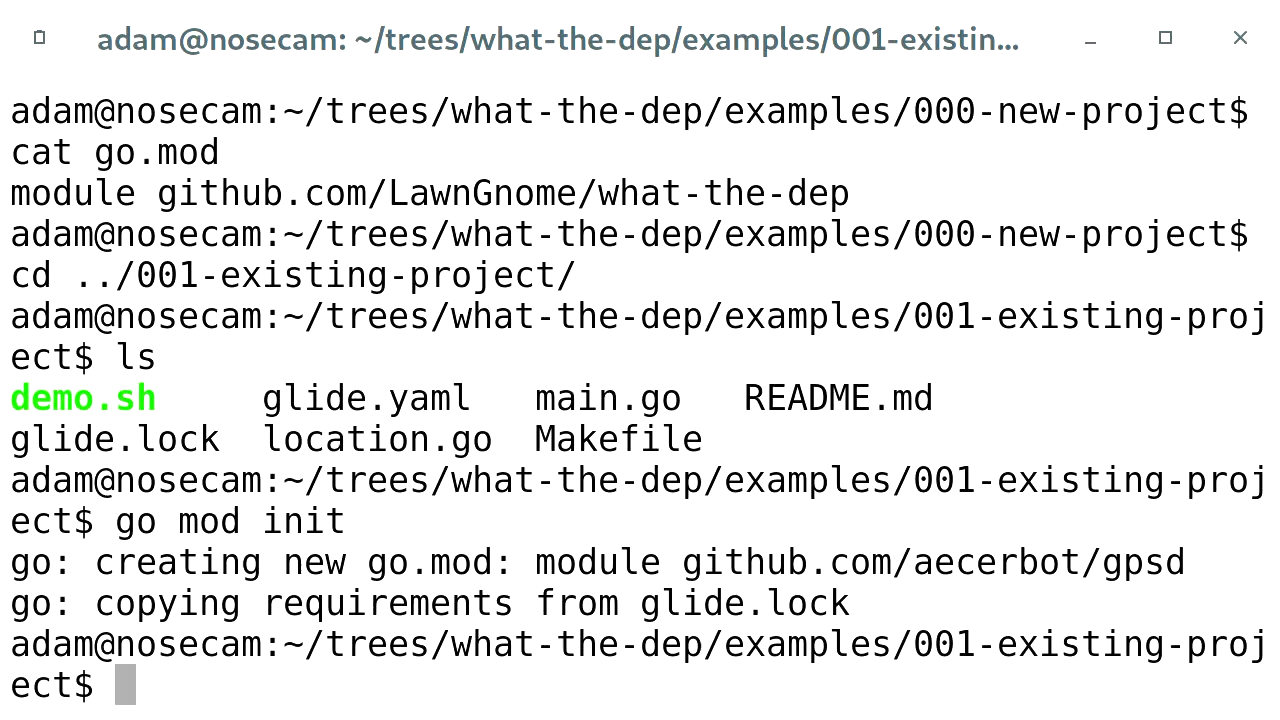 adam@nosecam: ~/trees/what-the-dep/examples/001-existin...
adam@nosecam:~/trees/what-the-dep/examples/000-new-project$
cat go.mod
module github.com/LawnGnome/what-the-dep
adam@nosecam:~/trees/what-the-dep/examples/000-new-project$
cd ../001-existing-project/
adam@nosecam:~/trees/what-the-dep/examples/001-existing-proj
ect$ ls
demo.sh     glide.yaml   main.go   README.md
glide.lock  location.go  Makefile
adam@nosecam:~/trees/what-the-dep/examples/001-existing-proj
ect$ go mod init
go: creating new go.mod: module github.com/aecerbot/gpsd
go: copying requirements from glide.lock
adam@nosecam:~/trees/what-the-dep/examples/001-existing-proj
ect$